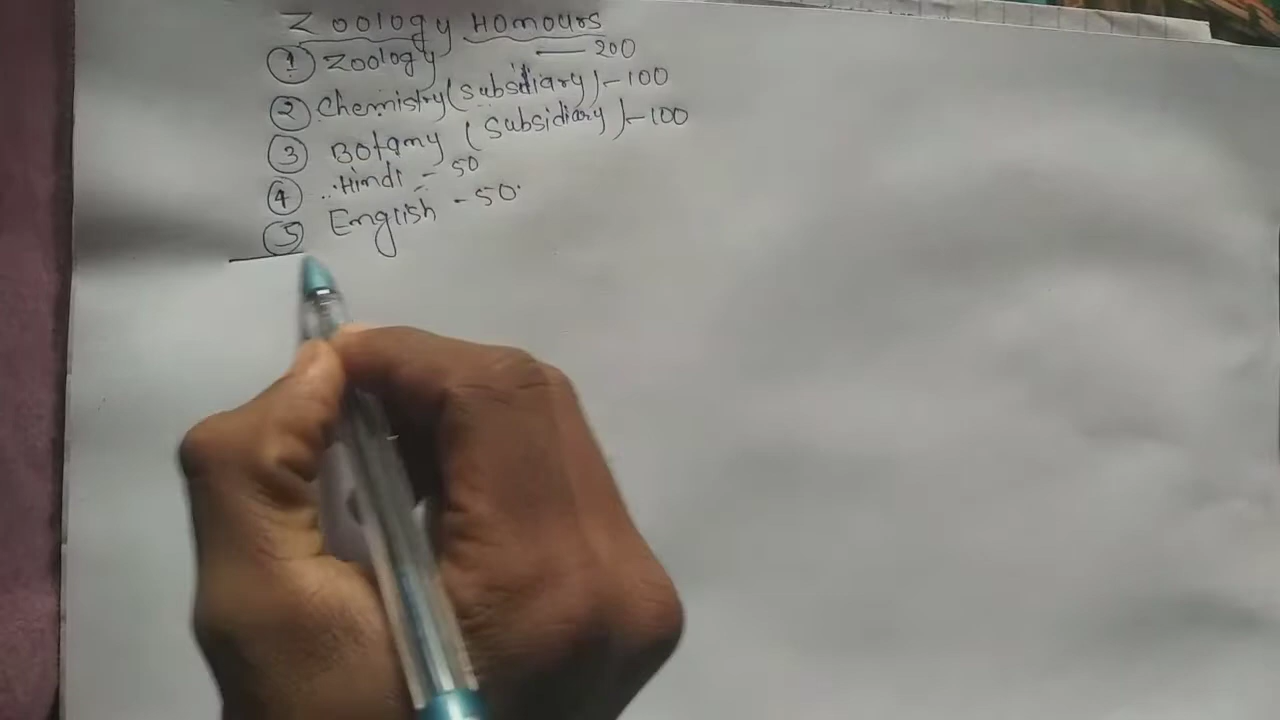 Zoology Honours
① Zoology — 200
② Chemistry (Subsidiary) - 100
③ Botany (Subsidiary) - 100
④ Hindi - 50
⑤ English - 50